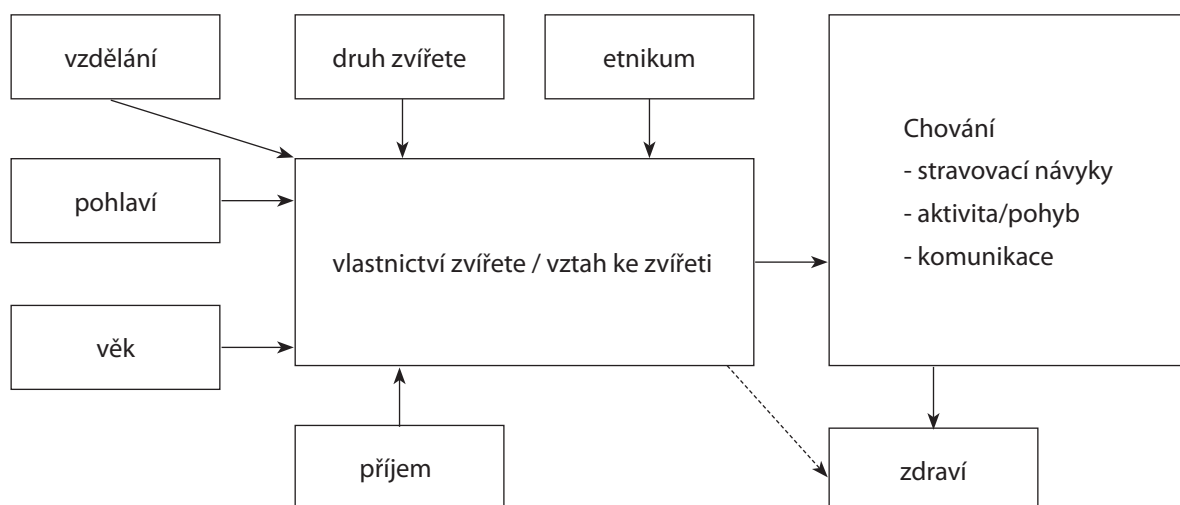 vzdělání
druh zvířete
etnikum
pohlaví
vlastnictví zvířete / vztah ke zvířeti
věk
příjem
Chování
- stravovací návyky
- aktivita/pohyb
- komunikace
zdraví